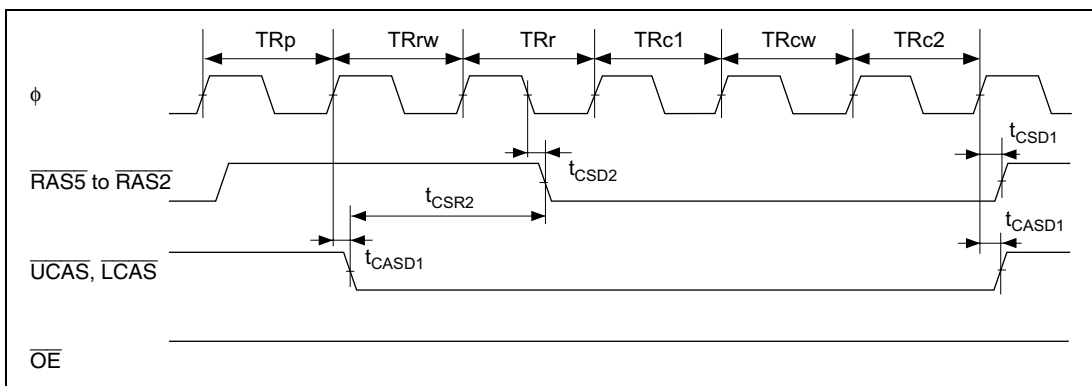 TRp TRrw TRr TRc1 TRcw TRc2
ϕ
tCSD1
RAS5 to RAS2
tCSD2
tCSR2
tCASD1
tCASD1
UCAS, LCAS
OE